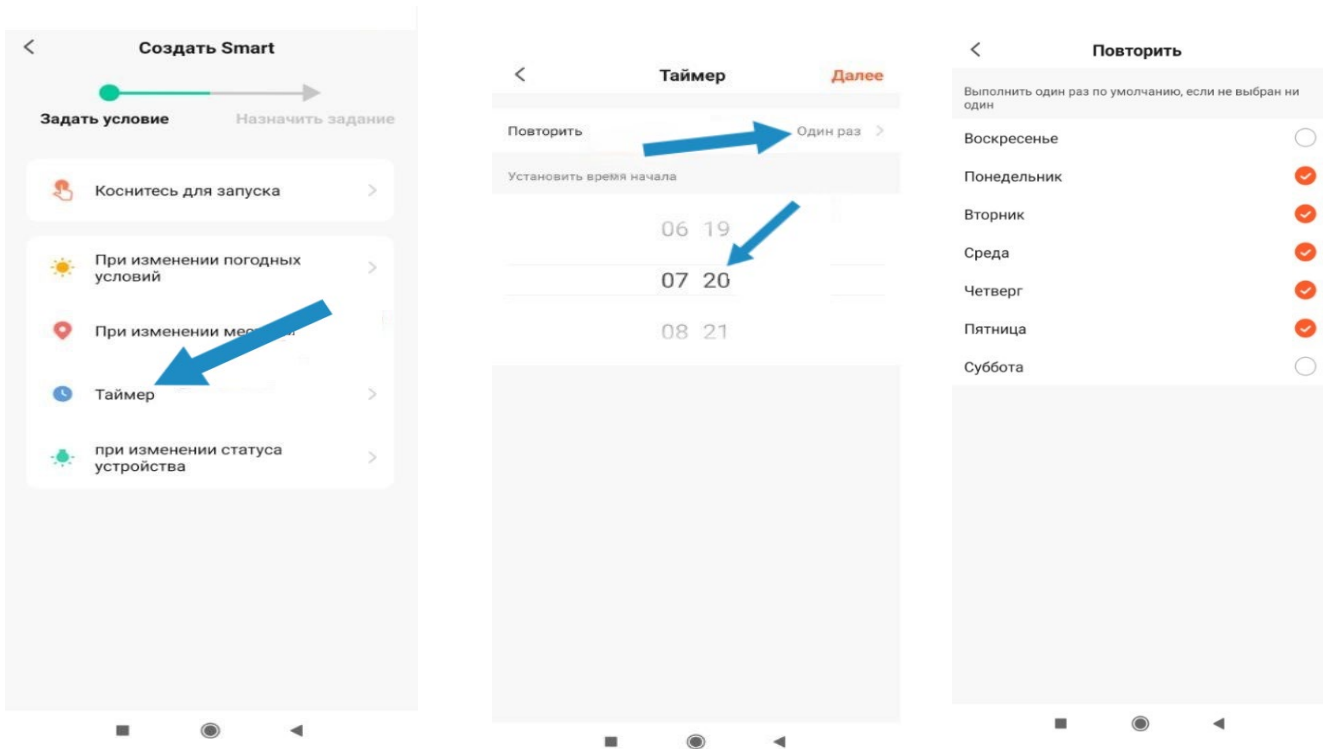 Создать Smart
Задать условие
Назначить задание
Коснитесь для запуска
При изменении погодных
условий
При изменении
Таймер
при изменении статуса
устройства
Таймер
Далее
Повторить
Один раз
Установить время начала
06 19
07 20
08 21
Повторить
Выполнить один раз по умолчанию, если не выбран ни
один
Воскресенье
Понедельник
Вторник
Среда
Четверг
Пятница
Суббота